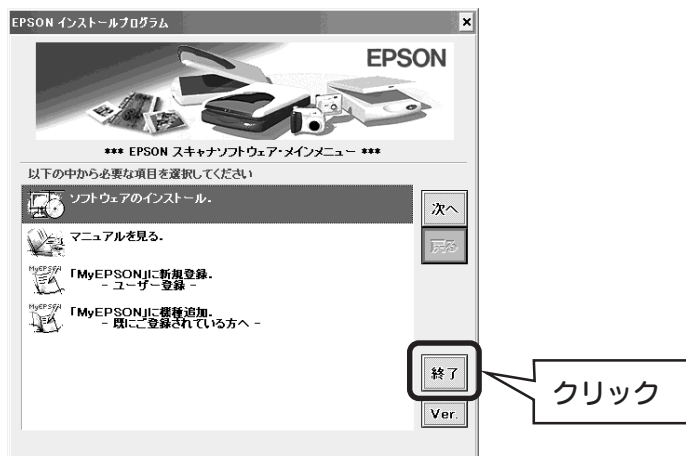 EPSON インストールプログラム
EPSON
*** EPSON スキャナソフトウェア・メインメニュー ***
以下の中から必要な項目を選択してください
ソフトウェアのインストール.
次へ
マニュアルを見る.
戻る
MyEPSON
「MyEPSON」に新規登録.
- ユーザー登録 -
MyEPSON
「MyEPSON」に機種追加.
- 既にご登録されている方へ -
終了
クリック
Ver.